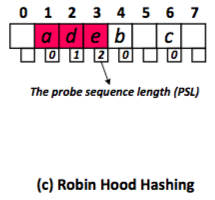 0 1 2 3 4 5 6 7
a d e b c
0 1 2 0 0
The probe sequence length (PSL)
(c) Robin Hood Hashing